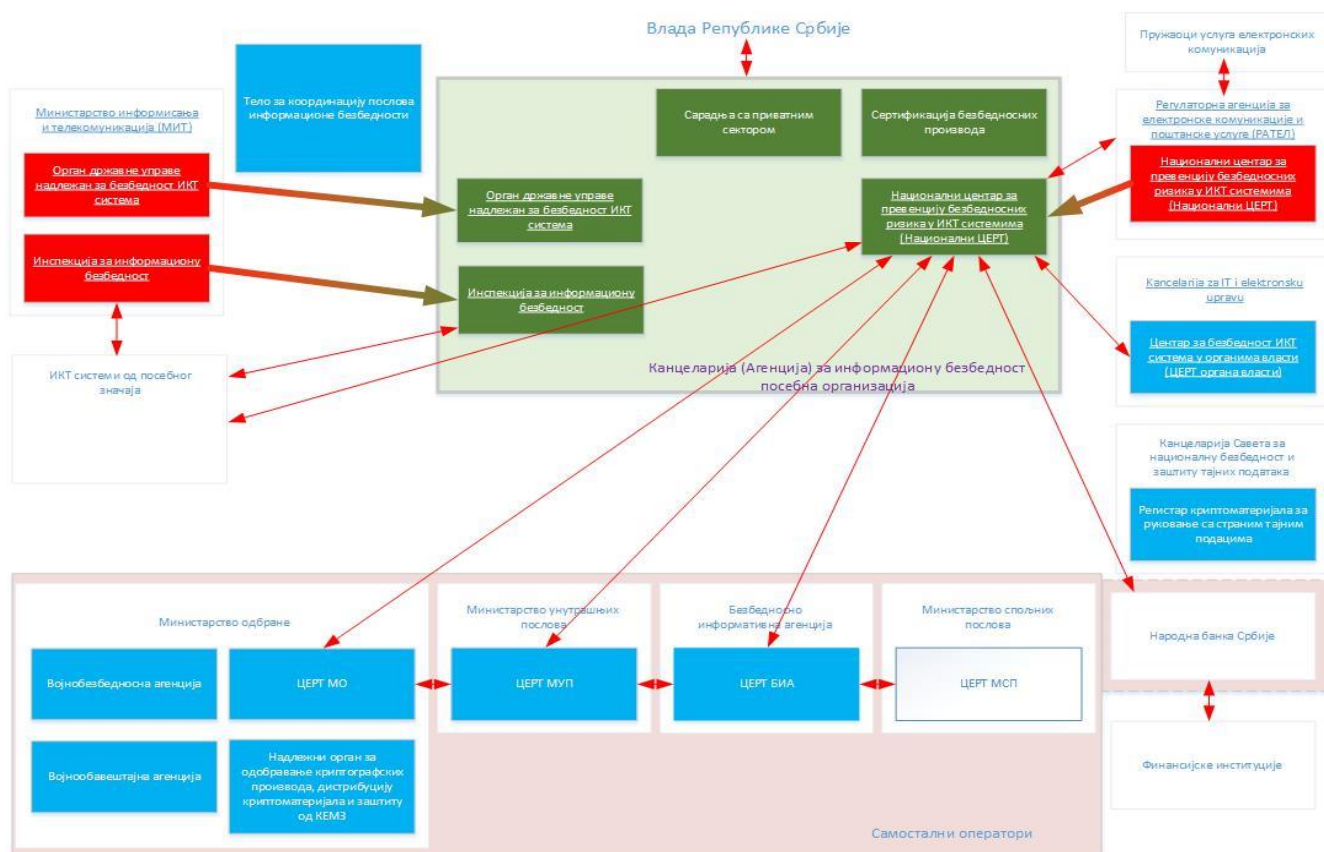 Влада Републике Србије
Пружаоци услуга електронских
комуникација
Тело за координацију послова
информационе безбедности
Министарство информисања
и телекомуникација (МИТ)
Орган државне управе
надлежан за безбедност ИКТ
система
Инспекција за информациону
безбедност
ИКТ системи од посебног
значаја
Сарадња са приватним
сектором
Сертификација безбедносних
производа
Орган државне управе
надлежан за безбедност ИКТ
система
Национални центар за
превенцију безбедносних
ризика у ИКТ системима
(Национални ЦЕРТ)
Инспекција за информациону
безбедност
Канцеларија (Агенција) за информациону безбедност
посебна организација
Регулаторна агенција за
електронске комуникације и
поштанске услуге (РАТЕЛ)
Национални центар за
превенцију безбедносних
ризика у ИКТ системима
(Национални ЦЕРТ)
Kancelarija za IT i elektronsku
upravu
Центар за безбедност ИКТ
система у органима власти
(ЦЕРТ органа власти)
Канцеларија Савета за
националну безбедност и
заштиту тајних података
Регистар криптоматеријала за
руковање са страним тајним
подацима
Министарство одбране
Војнобезбедносна агенција
ЦЕРТ МО
Војнообавештајна агенција
Надлежни орган за
одобравање криптографских
производа, дистрибуцију
криптоматеријала и заштиту
од КЕМЗ
Министарство унутрашњих
послова
ЦЕРТ МУП
Безбедносно
информативна агенција
ЦЕРТ БИА
Министарство спољних
послова
ЦЕРТ МСП
Народна банка Србије
Финансијске институције
Самостални оператори